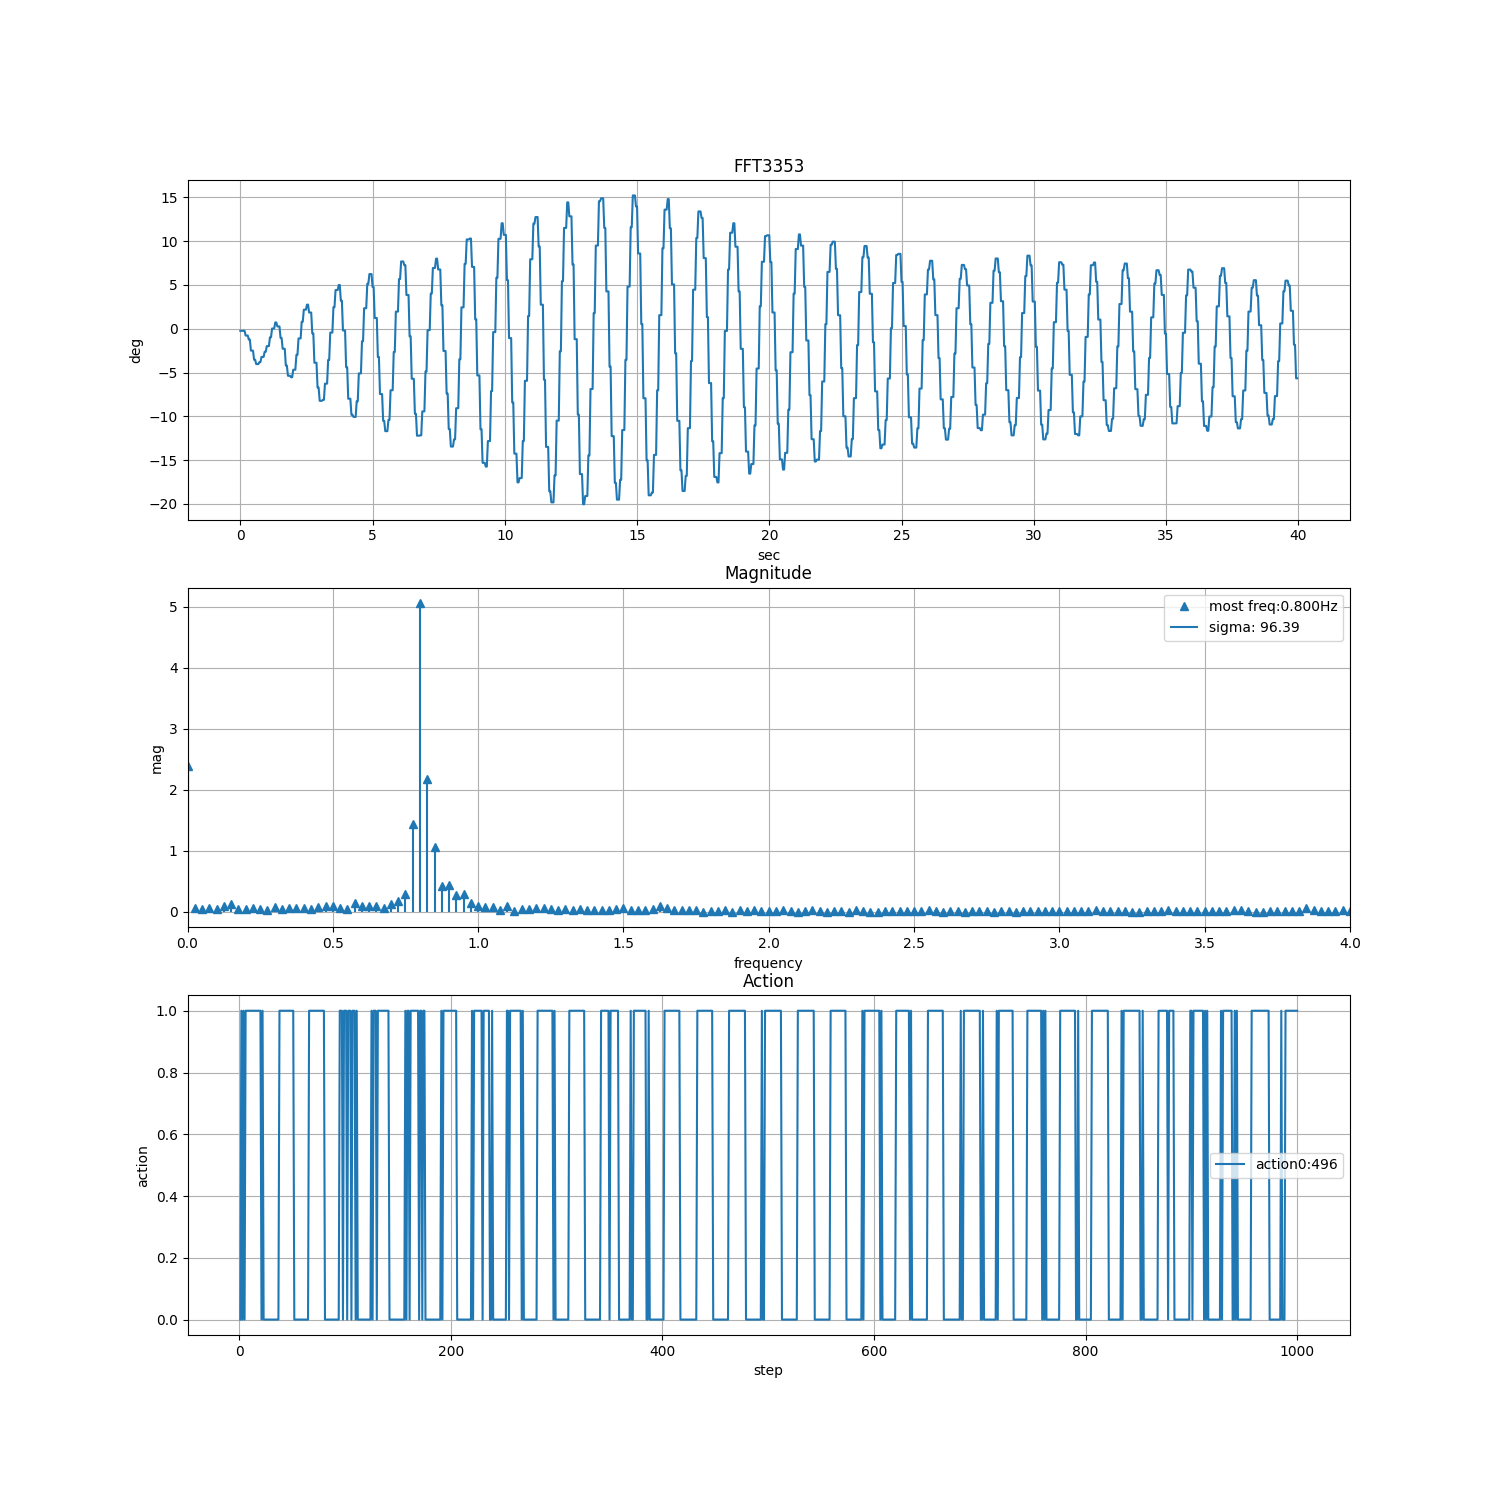 FFT3353
15
10
5
0
−5
−10
−15
−20
deg
0 5 10 15 20 25 30 35 40
sec
Magnitude
5
4
3
2
1
0
mag
most freq:0.800Hz
sigma: 96.39
0.0 0.5 1.0 1.5 2.0 2.5 3.0 3.5 4.0
frequency
Action
1.0
0.8
0.6
0.4
0.2
0.0
action
action0:496
0 200 400 600 800 1000
step